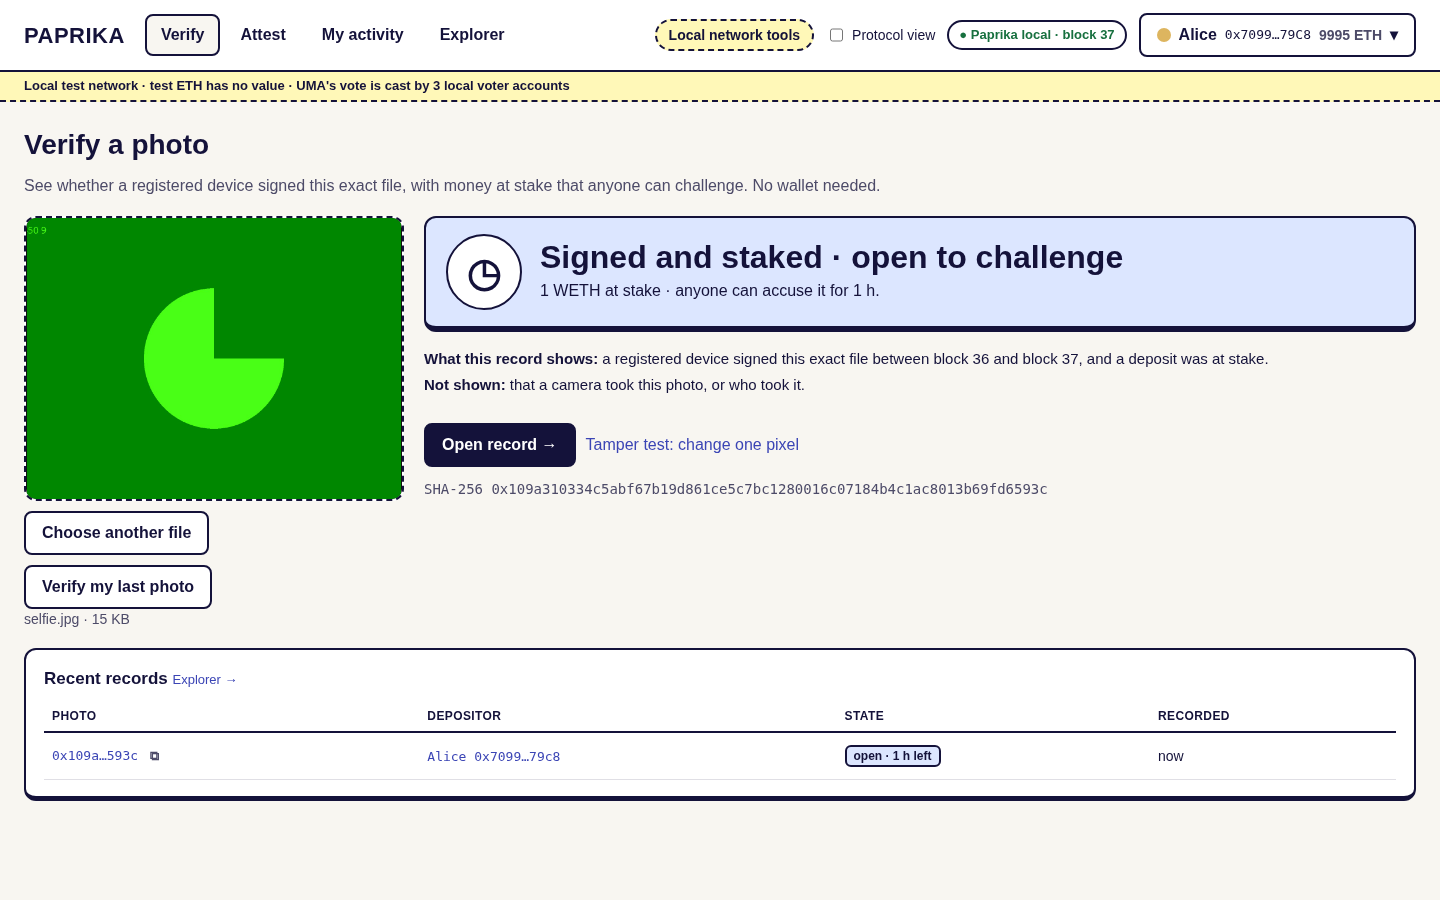 PAPRIKA Verify Attest My activity Explorer Local network tools Protocol view ● Paprika local · block 37 Alice 0x7099…79C8 9995 ETH ▼
Local test network · test ETH has no value · UMA's vote is cast by 3 local voter accounts
Verify a photo
See whether a registered device signed this exact file, with money at stake that anyone can challenge. No wallet needed.
50 9
Signed and staked · open to challenge
1 WETH at stake · anyone can accuse it for 1 h.
What this record shows: a registered device signed this exact file between block 36 and block 37, and a deposit was at stake.
Not shown: that a camera took this photo, or who took it.
Open record → Tamper test: change one pixel
SHA-256 0x109a310334c5abf67b19d861ce5c7bc1280016c07184b4c1ac8013b69fd6593c
Choose another file
Verify my last photo
selfie.jpg · 15 KB
Recent records Explorer →
PHOTO DEPOSITOR STATE RECORDED
0x109a…593c Alice 0x7099…79c8 open · 1 h left now